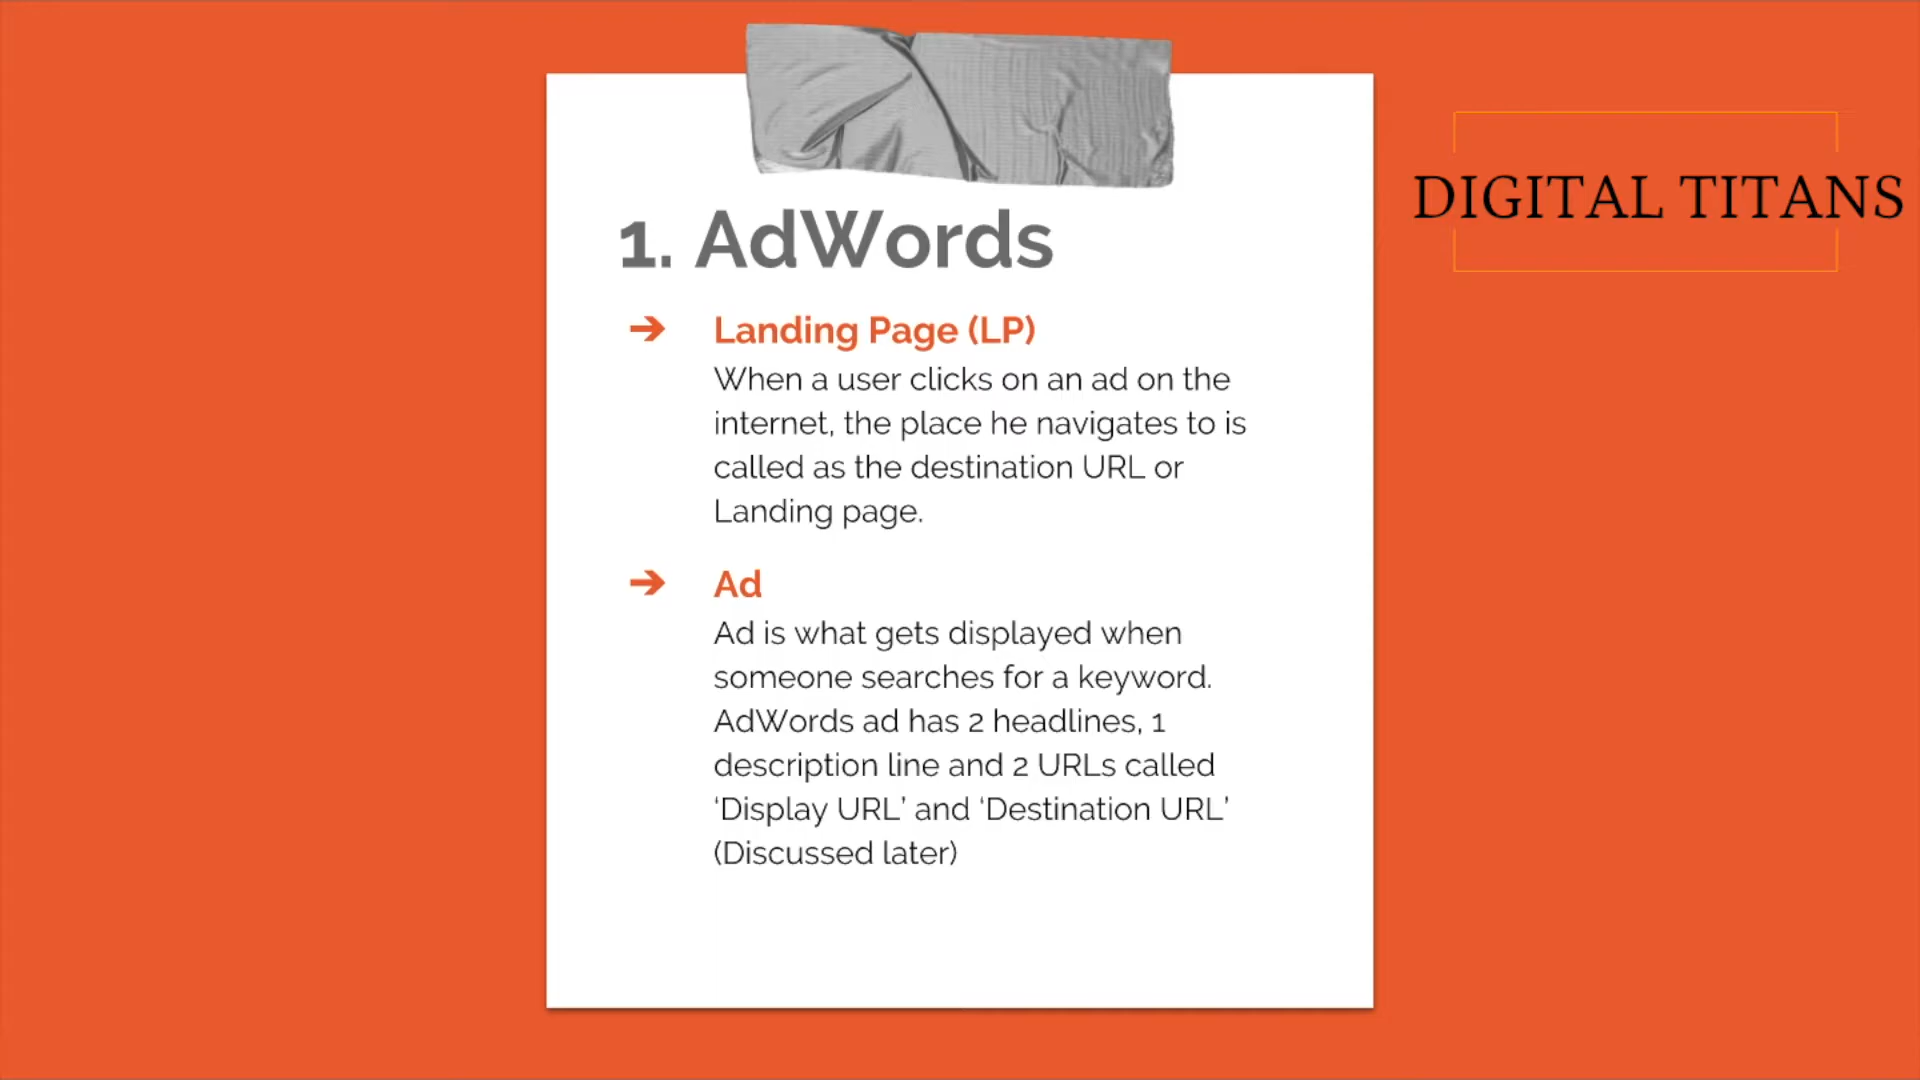 DIGITAL TITANS
1. AdWords
➔ Landing Page (LP)
When a user clicks on an ad on the
internet, the place he navigates to is
called as the destination URL or
Landing page.
➔ Ad
Ad is what gets displayed when
someone searches for a keyword.
AdWords ad has 2 headlines, 1
description line and 2 URLs called
‘Display URL’ and ‘Destination URL’
(Discussed later)